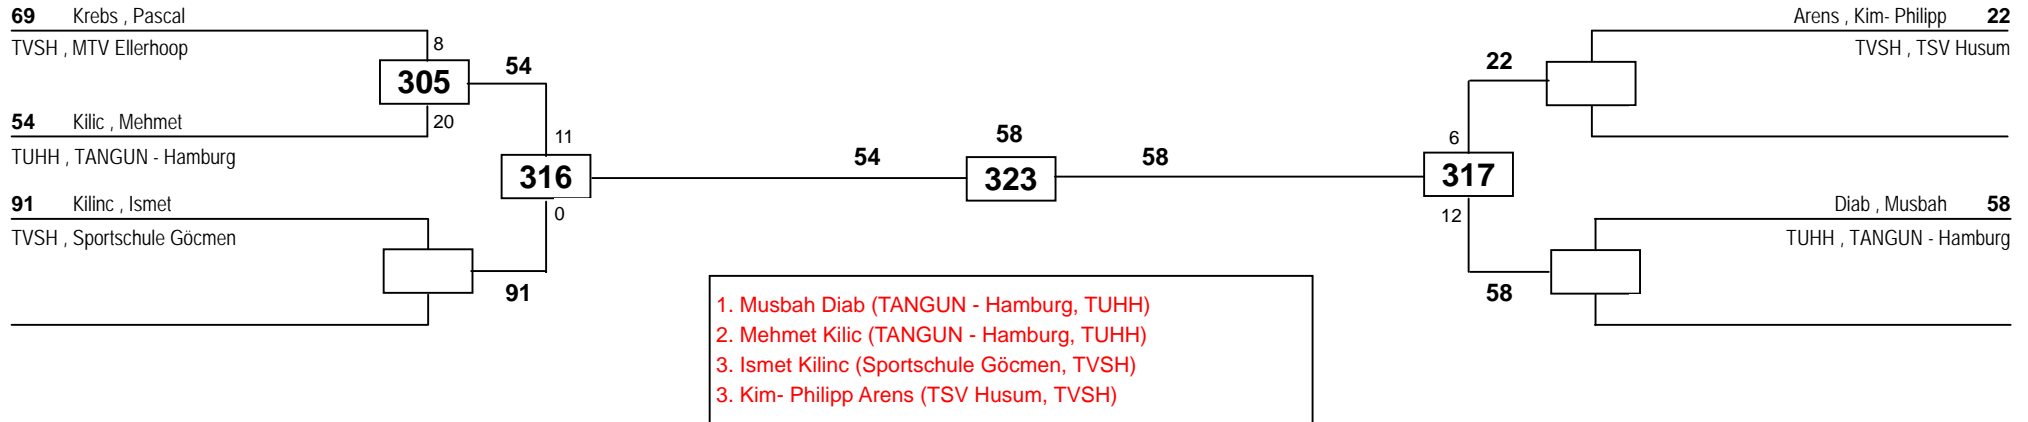 69 Krebs , Pascal
TVSH , MTV Ellerhoop
8
305
54
20
54 Kilic , Mehmet
TUHH , TANGUN - Hamburg
11
316
0
91 Kilinc , Ismet
TVSH , Sportschule Göcmen
91
54
58
323
58
Arens , Kim- Philipp 22
TVSH , TSV Husum
22
6
317
12
Diab , Musbah 58
TUHH , TANGUN - Hamburg
58
1. Musbah Diab (TANGUN - Hamburg, TUHH)
2. Mehmet Kilic (TANGUN - Hamburg, TUHH)
3. Ismet Kilinc (Sportschule Göcmen, TVSH)
3. Kim- Philipp Arens (TSV Husum, TVSH)